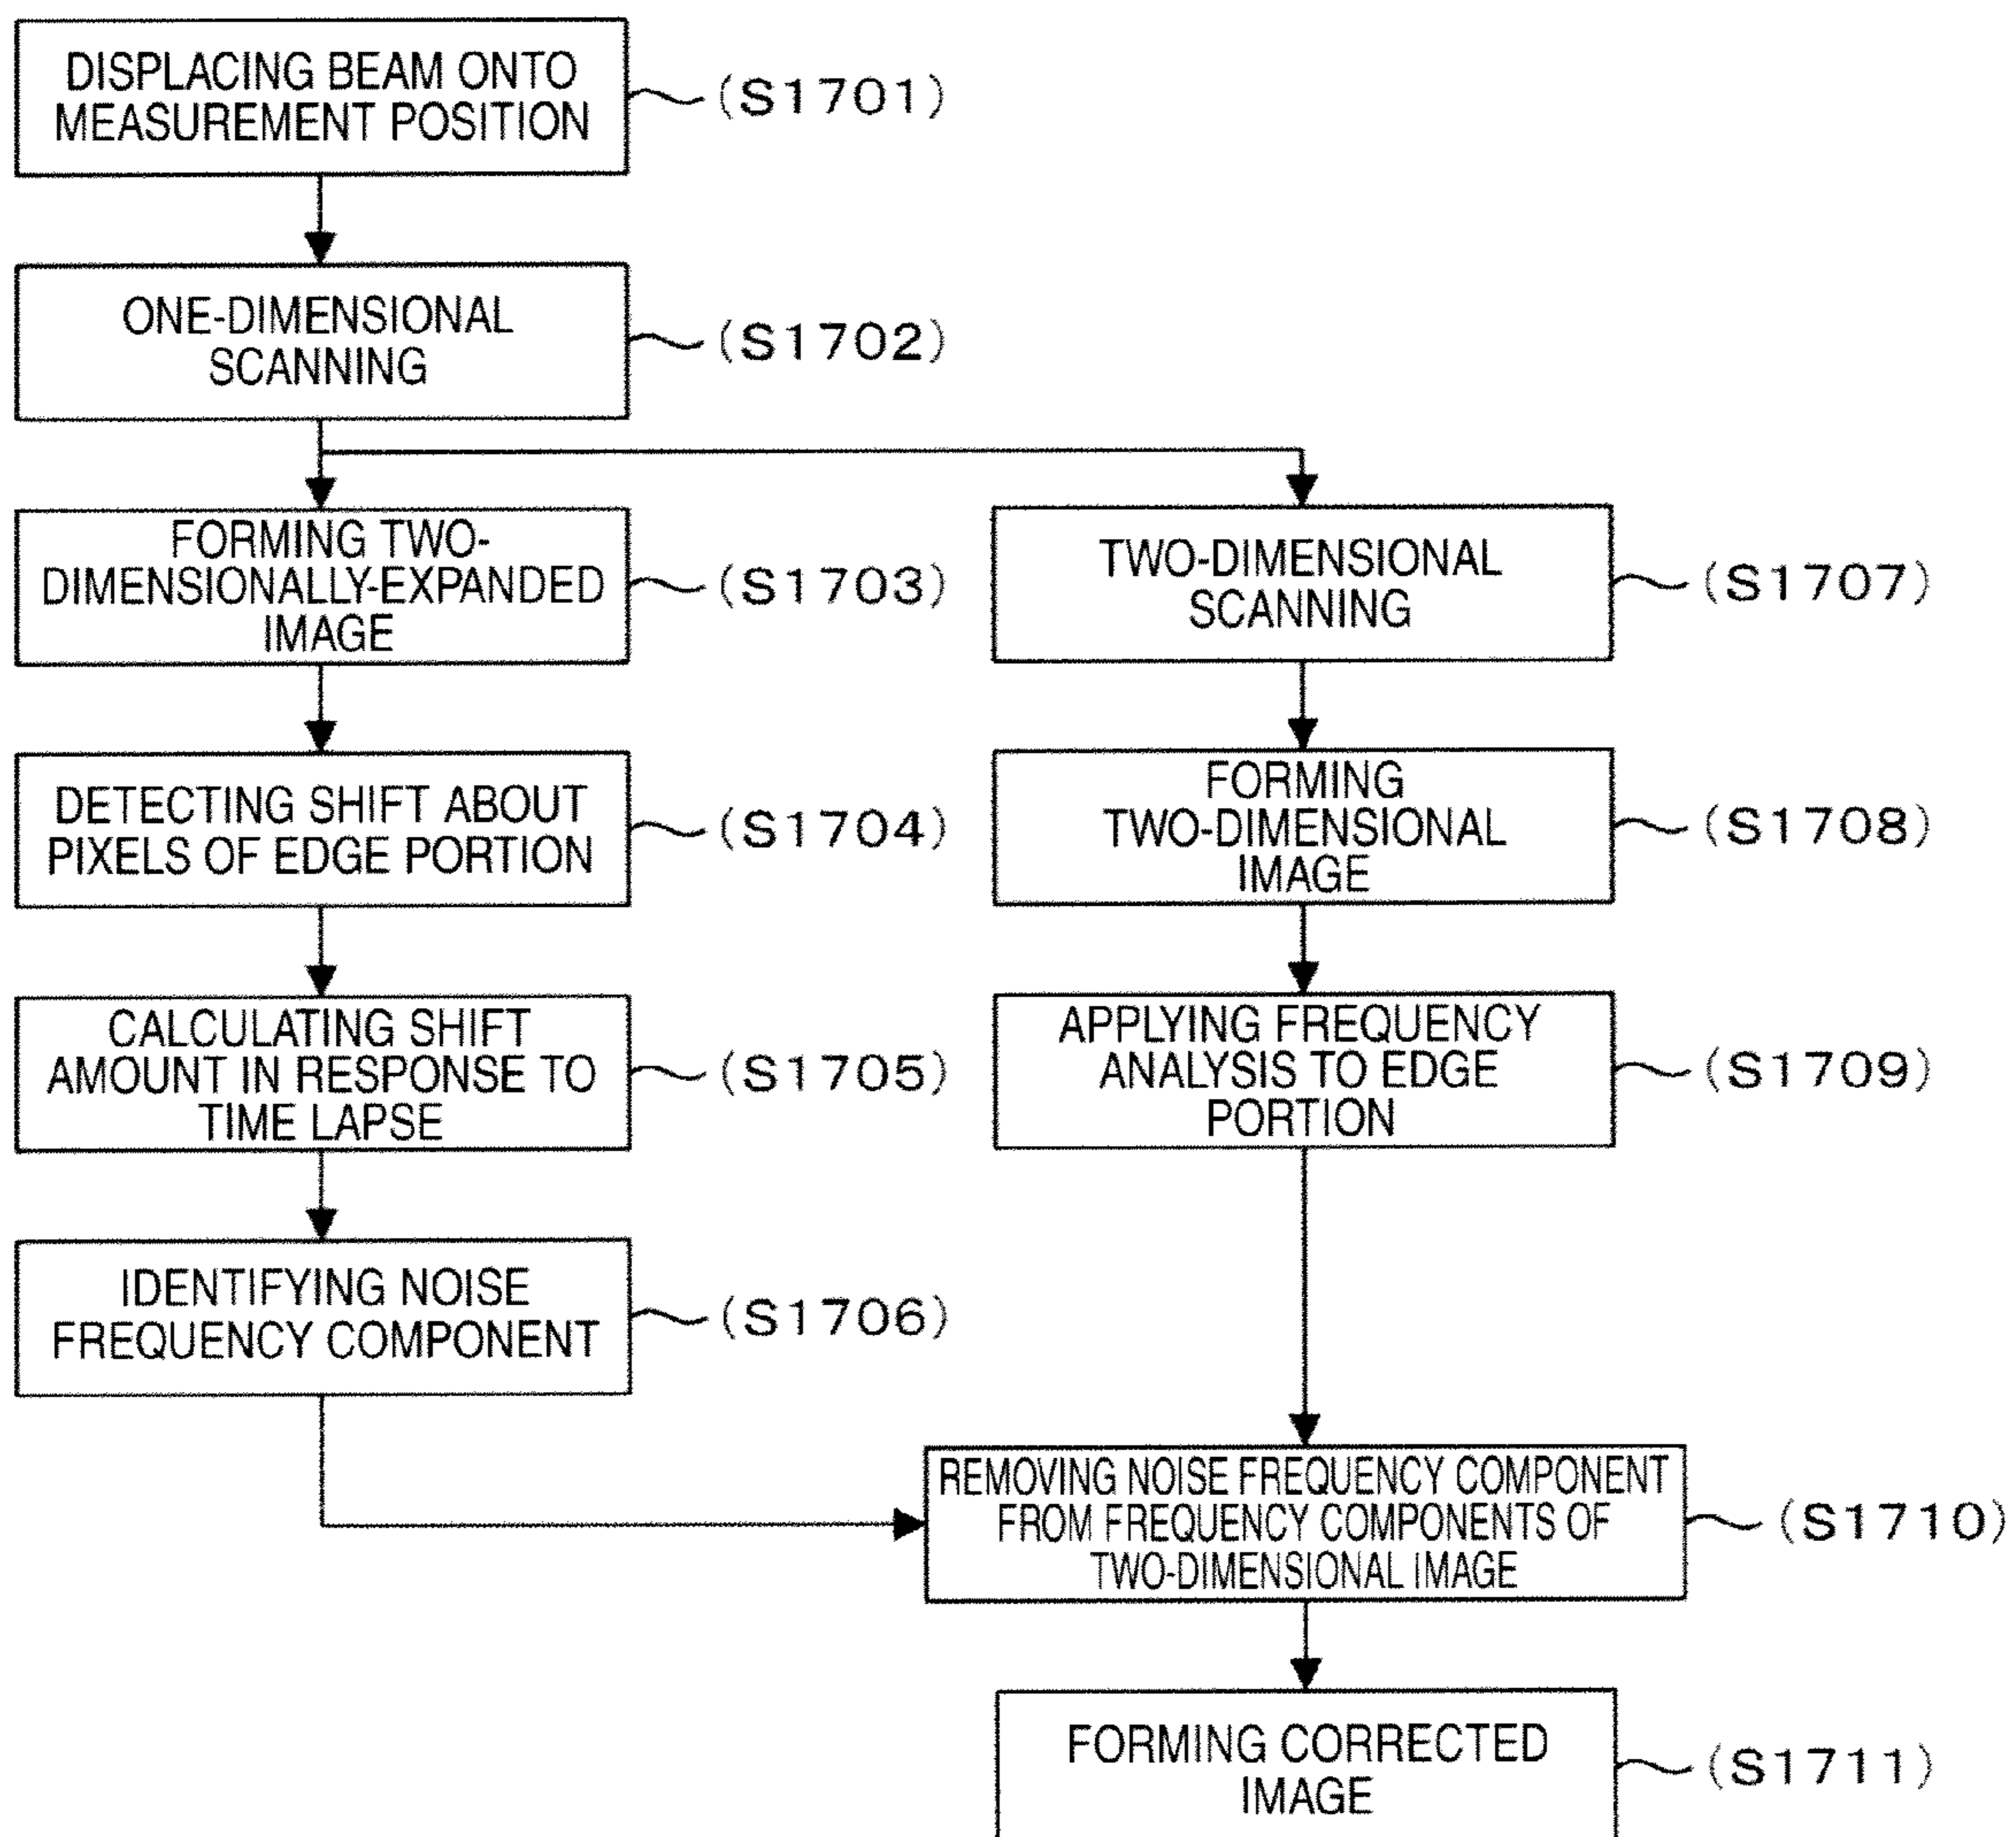 DISPLACING BEAM ONTO
MEASUREMENT POSITION
(S1701)
ONE-DIMENSIONAL
SCANNING
(S1702)
FORMING TWO-
DIMENSIONALLY-EXPANDED
IMAGE
(S1703)
DETECTING SHIFT ABOUT
PIXELS OF EDGE PORTION
(S1704)
CALCULATING SHIFT
AMOUNT IN RESPONSE TO
TIME LAPSE
(S1705)
IDENTIFYING NOISE
FREQUENCY COMPONENT
(S1706)
TWO-DIMENSIONAL
SCANNING
(S1707)
FORMING
TWO-DIMENSIONAL
IMAGE
(S1708)
APPLYING FREQUENCY
ANALYSIS TO EDGE
PORTION
(S1709)
REMOVING NOISE FREQUENCY COMPONENT
FROM FREQUENCY COMPONENTS OF
TWO-DIMENSIONAL IMAGE
(S1710)
FORMING CORRECTED
IMAGE
(S1711)